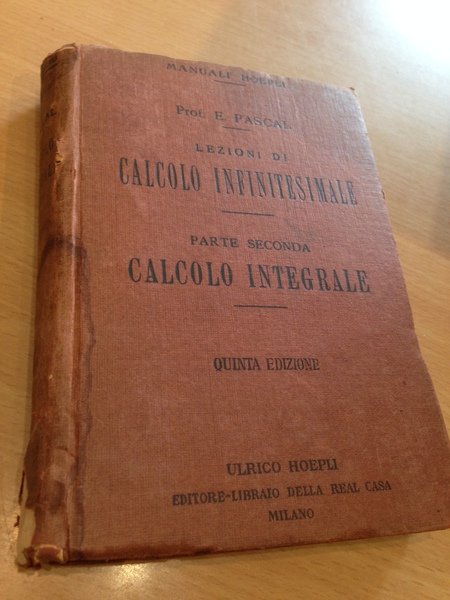 MANUALI HOEPLI
Prof. E. PASCAL
LEZIONI DI
CALCOLO INFINITESIMALE
PARTE SECONDA
CALCOLO INTEGRALE
QUINTA EDIZIONE
ULRICO HOEPLI
EDITORE-LIBRAIO DELLA REAL CASA
MILANO